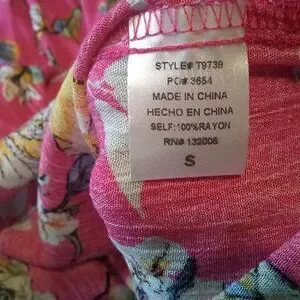 STYLE# T9739
PO# 3654
MADE IN CHINA
HECHO EN CHINA
SELF:100%RAYON
RN# 132006
S